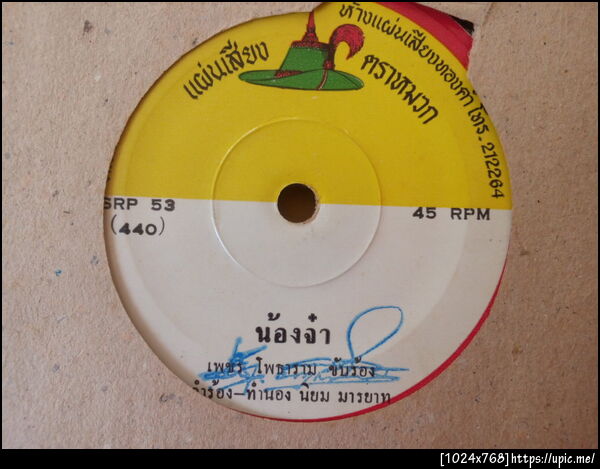 แผ่นเสียง
ตราหมวก
ห้างแผ่นเสียงทองคำ โทร. 212264
SRP 53
(440)
45 RPM
น้องจ๋า
เพชร โพธาราม ขับร้อง
คำร้อง-ทำนอง นิยม มารยาท
[1024x768]https://upic.me/